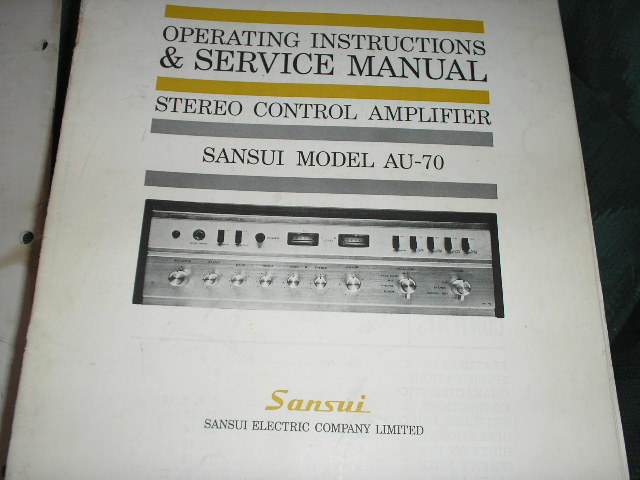 OPERATING INSTRUCTIONS
& SERVICE MANUAL
STEREO CONTROL AMPLIFIER
SANSUI MODEL AU-70
Sansui
SANSUI ELECTRIC COMPANY LIMITED